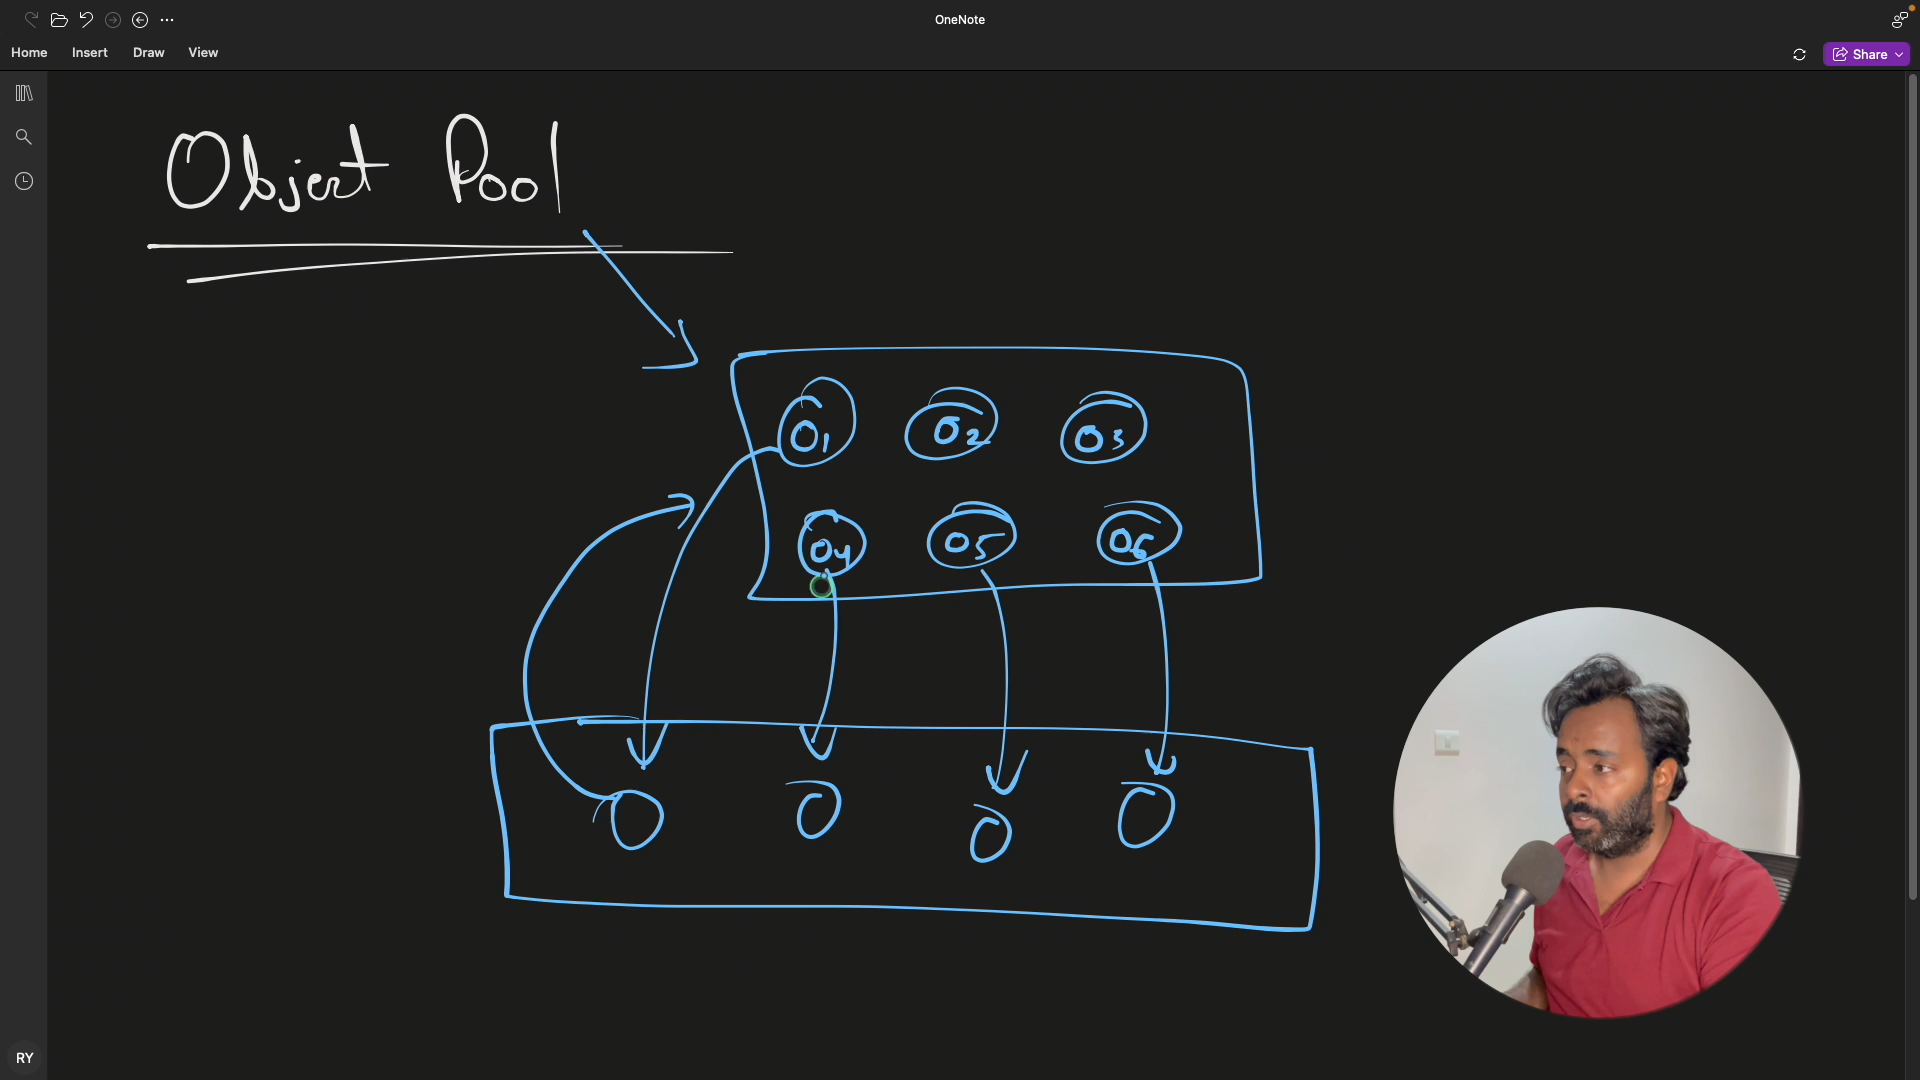 OneNote
Home Insert Draw View
Share
Object Pool
O1 O2 O3
O4 O5 O6
O O O O
RY